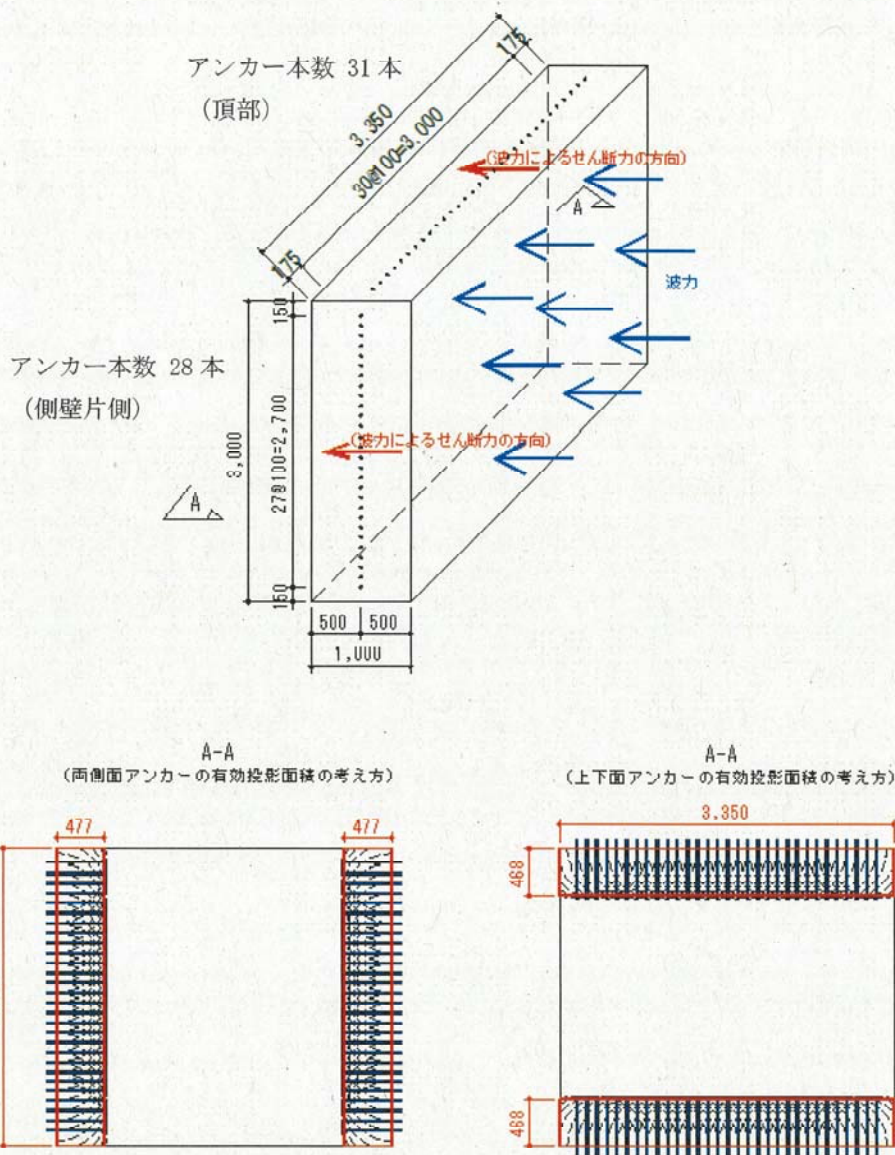 アンカー本数 31 本
(頂部)
175
3,350
30@100=3,000
175
(波力によるせん断力の方向)
A
波力
アンカー本数 28 本
(側壁片側)
150
3,000
27@100=2,700
(波力によるせん断力の方向)
A
150
500 500
1,000
A-A
(両側面アンカーの有効投影面積の考え方)
477 477
A-A
(上下面アンカーの有効投影面積の考え方)
3.350
468
468